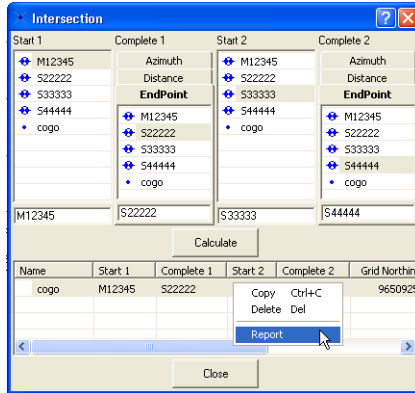 Intersection
Start 1 Complete 1 Start 2 Complete 2
M12345 Azimuth M12345 Azimuth
S22222 Distance S22222 Distance
S33333 EndPoint S33333 EndPoint
S44444 M12345 S44444 M12345
cogo S22222 cogo S22222
S33333 S33333
S44444 S44444
cogo cogo
M12345 S22222 S33333 S44444
Calculate
Name Start 1 Complete 1 Start 2 Complete 2 Grid Northin
cogo M12345 S22222 9650925
Copy Ctrl+C
Delete Del
Report
Close